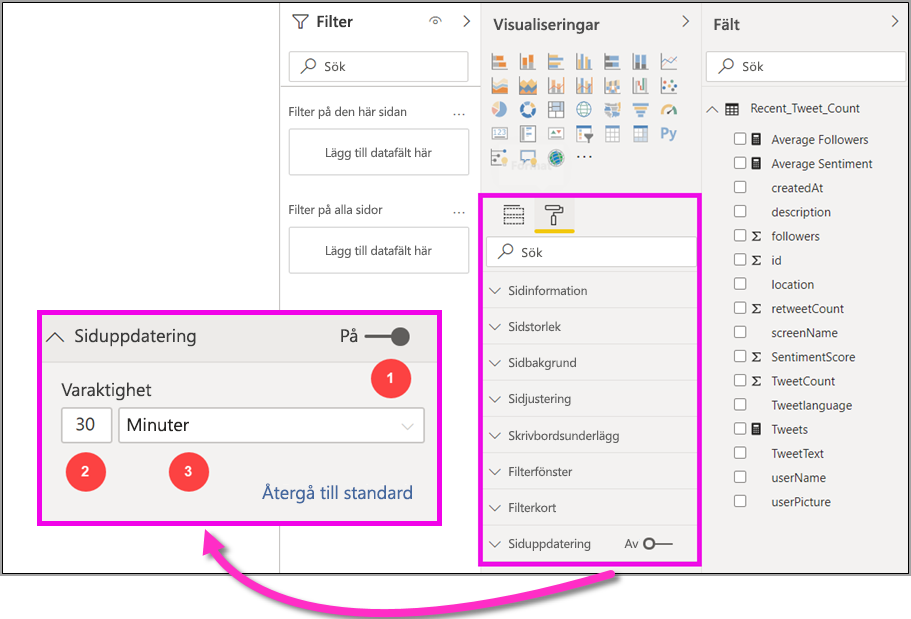 Filter
Sök
Filter på den här sidan
...
Lägg till datafält här
Filter på alla sidor
...
Lägg till datafält här
Visualiseringar
123
Py
...
Sök
Sidinformation
Sidstorlek
Sidbakgrund
Sidjustering
Skrivbordsunderlägg
Filterfönster
Filterkort
Siduppdatering Av
Fält
Sök
Recent_Tweet_Count
Average Followers
Average Sentiment
createdAt
description
Σ followers
Σ id
location
Σ retweetCount
screenName
Σ SentimentScore
Σ TweetCount
Tweetlanguage
Tweets
TweetText
userName
userPicture
Siduppdatering På
1
Varaktighet
30 Minuter
2 3
Återgå till standard